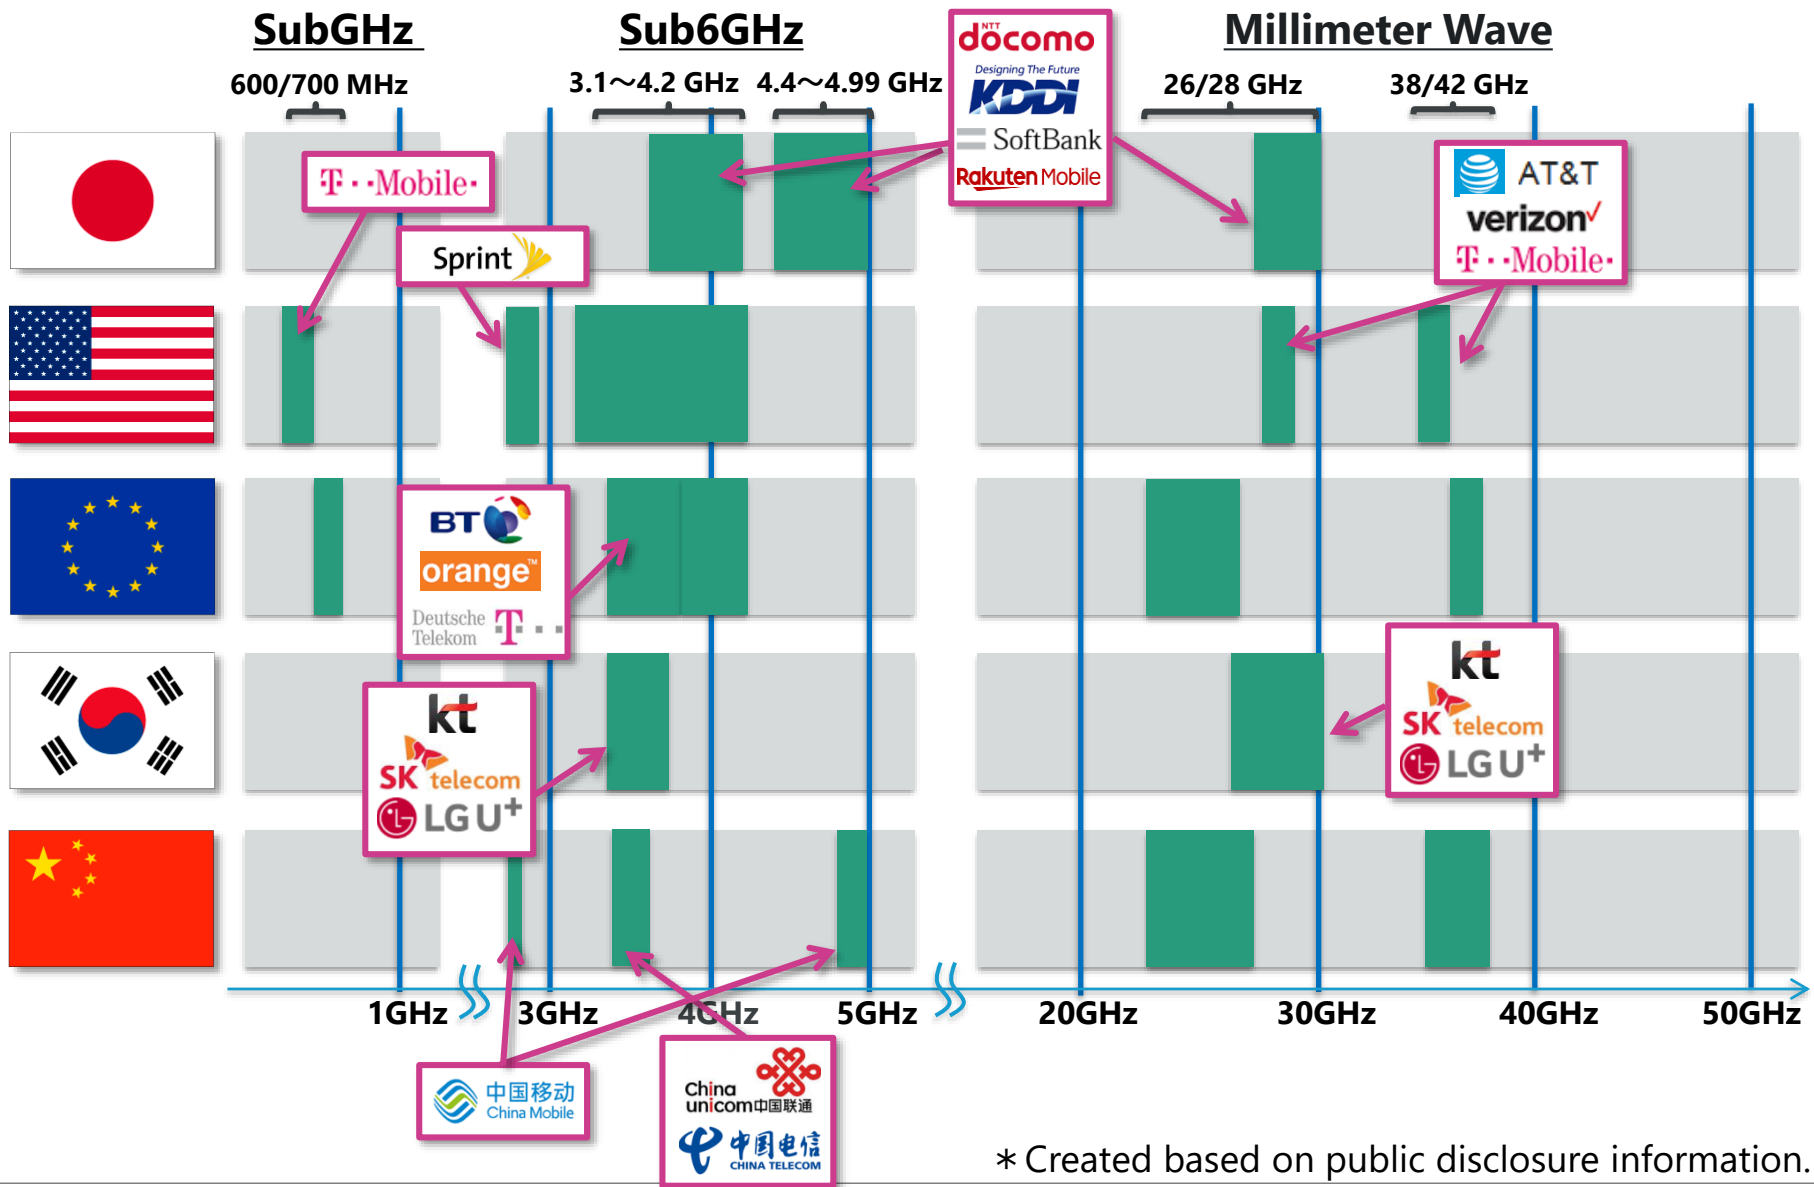 SubGHz
Sub6GHz
Millimeter Wave
600/700 MHz
3.1～4.2 GHz
4.4～4.99 GHz
26/28 GHz
38/42 GHz
NTT
döcomo
Designing The Future
KDDI
SoftBank
Rakuten Mobile
T··Mobile·
Sprint
AT&T
verizon✓
T··Mobile·
BT
orange™
Deutsche
Telekom
T··
kt
SK telecom
LG U+
kt
SK telecom
LG U+
1GHz
3GHz
4GHz
5GHz
20GHz
30GHz
40GHz
50GHz
中国移动
China Mobile
China
unicom中国联通
中国电信
CHINA TELECOM
＊Created based on public disclosure information.